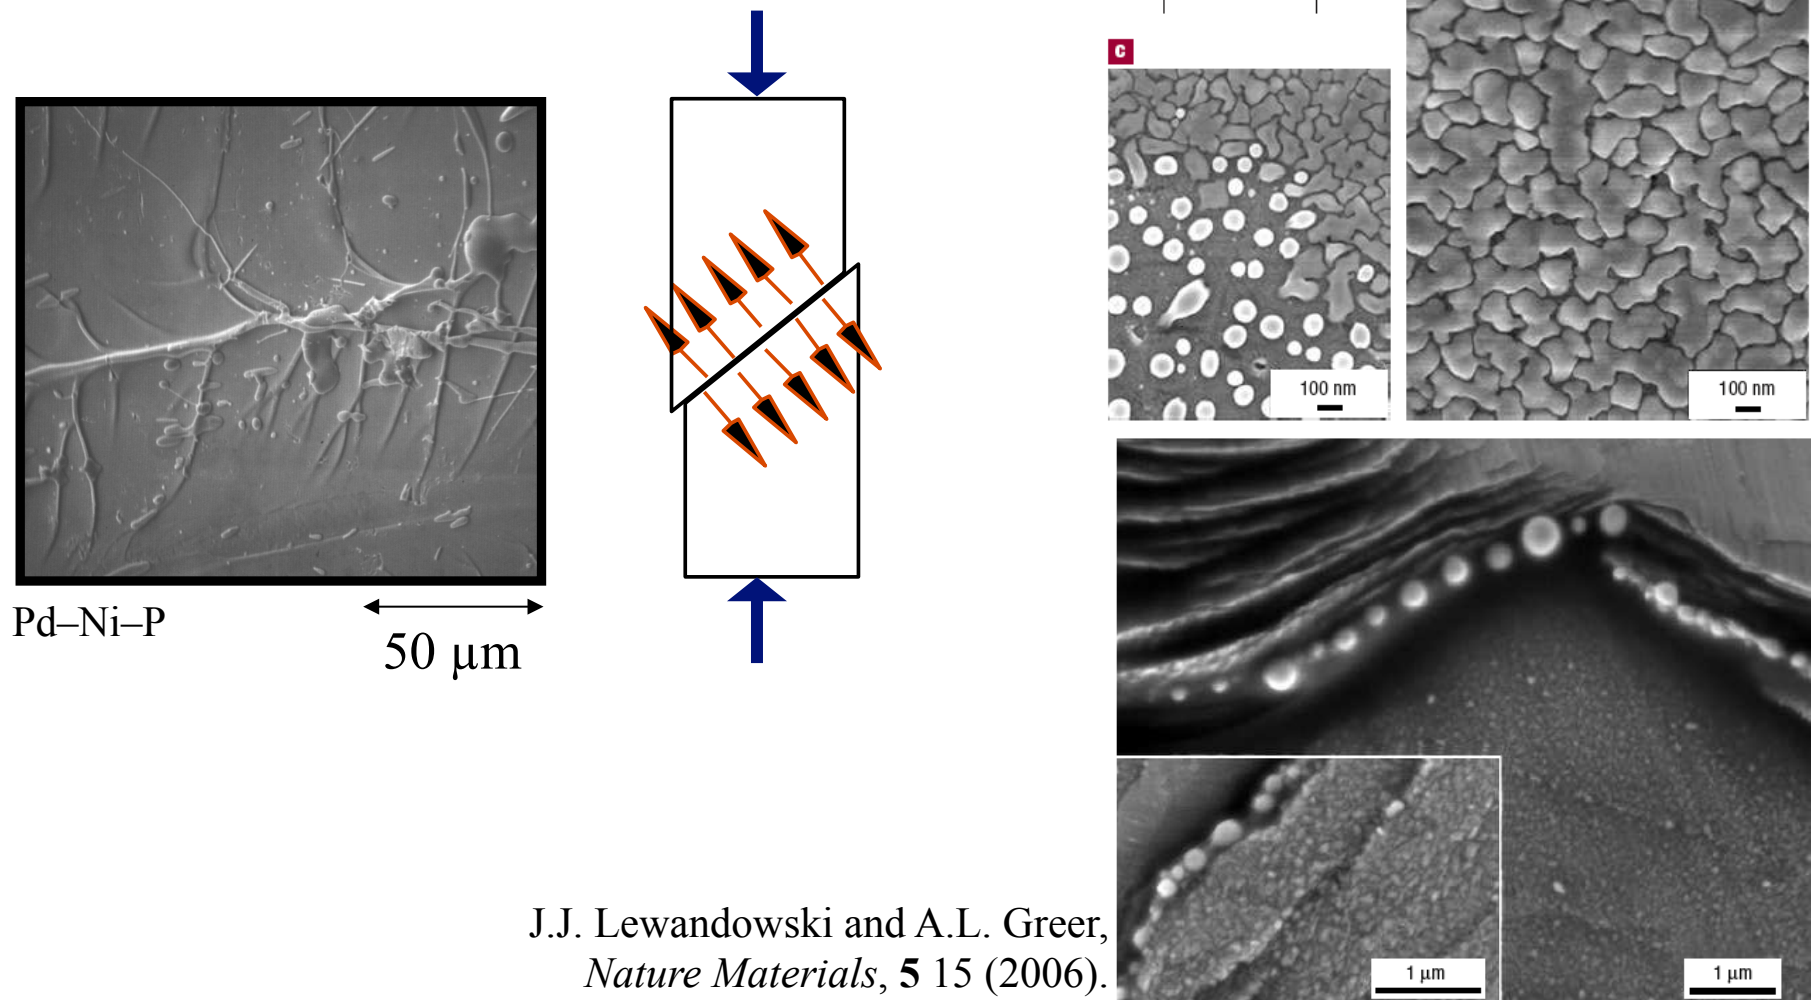 Pd–Ni–P
50 µm
c
100 nm
100 nm
1 µm
1 µm
J.J. Lewandowski and A.L. Greer,
Nature Materials, 5 15 (2006).